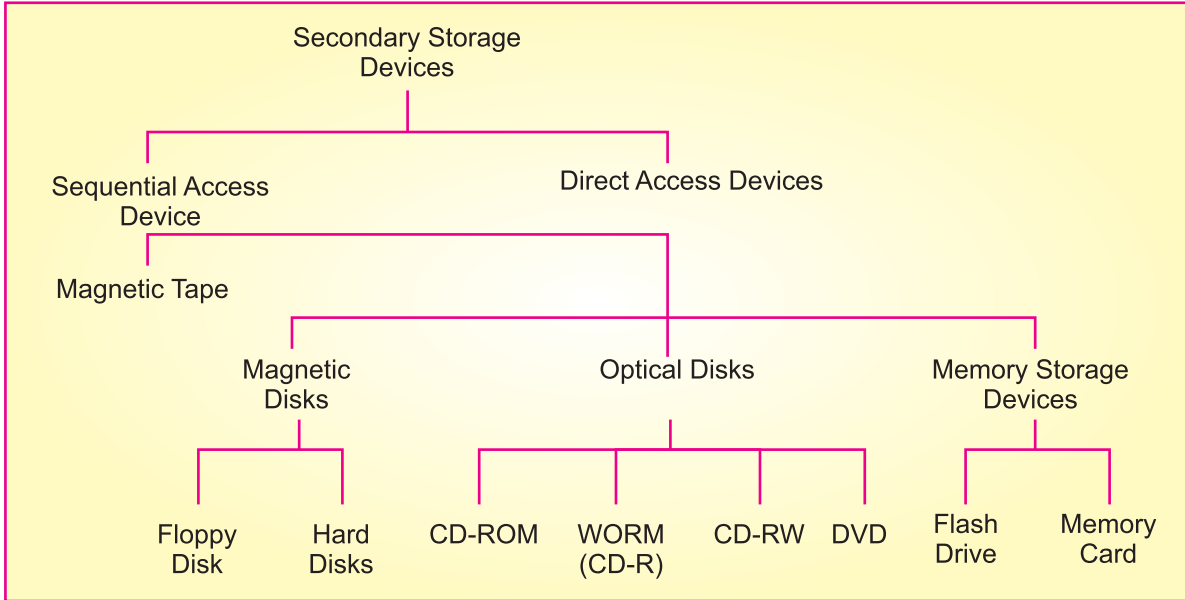 Secondary Storage
Devices
Sequential Access
Device
Direct Access Devices
Magnetic Tape
Magnetic
Disks
Optical Disks
Memory Storage
Devices
Floppy
Disk
Hard
Disks
CD-ROM
WORM
(CD-R)
CD-RW
DVD
Flash
Drive
Memory
Card